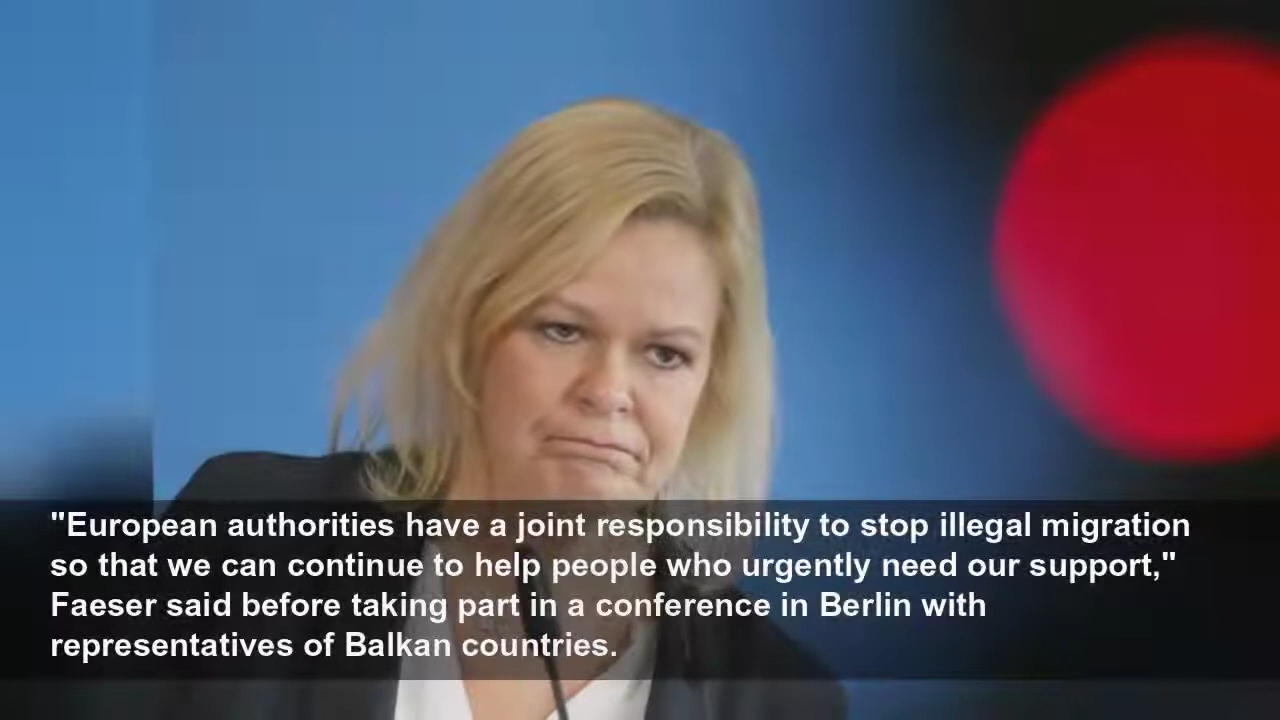 "European authorities have a joint responsibility to stop illegal migration
so that we can continue to help people who urgently need our support,"
Faeser said before taking part in a conference in Berlin with
representatives of Balkan countries.